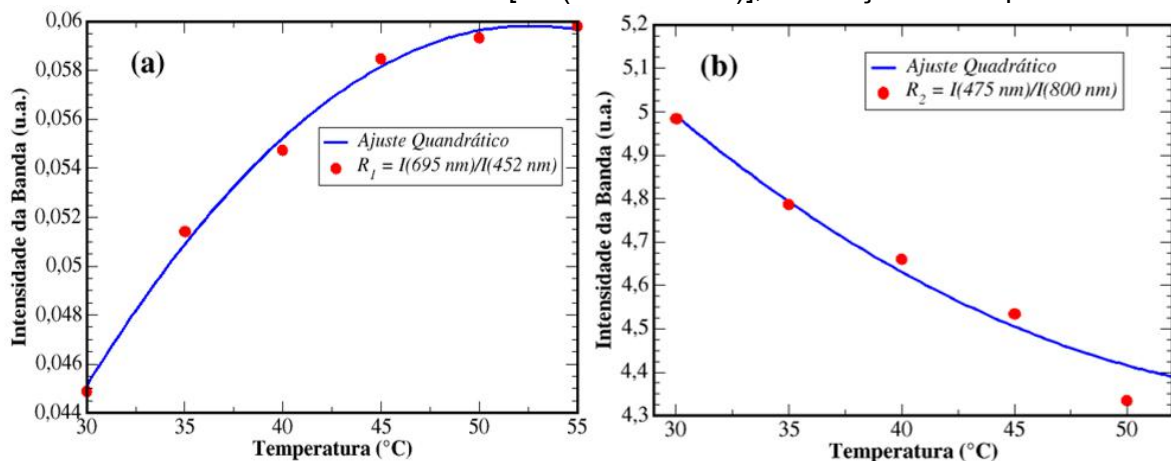 0,06
0,058
0,056
0,054
0,052
0,05
0,048
0,046
0,044
Intensidade da Banda (u.a.)
(a)
Ajuste Quandrático
R1 = I(695 nm)/I(452 nm)
30 35 40 45 50 55
Temperatura (°C)
5,2
5,1
5
4,9
4,8
4,7
4,6
4,5
4,4
4,3
Intensidade da Banda (u.a.)
(b)
Ajuste Quadrático
R2 = I(475 nm)/I(800 nm)
30 35 40 45 50
Temperatura (°C)